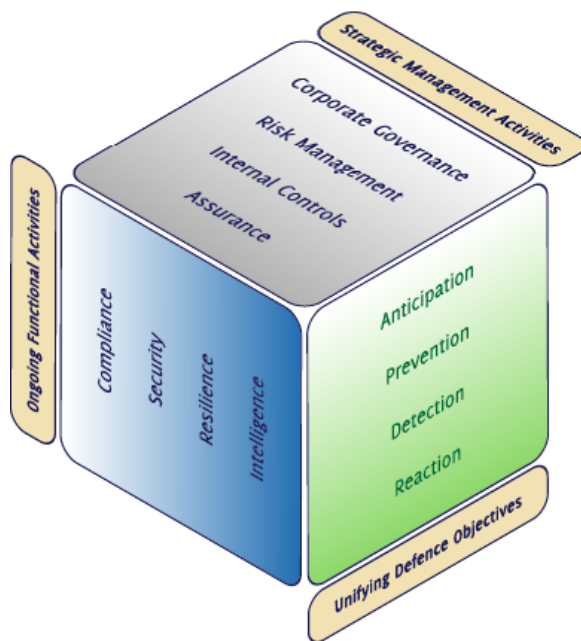 Strategic Management Activities
Corporate Governance
Risk Management
Internal Controls
Assurance
Ongoing Functional Activities
Compliance
Security
Resilience
Intelligence
Anticipation
Prevention
Detection
Reaction
Unifying Defence Objectives